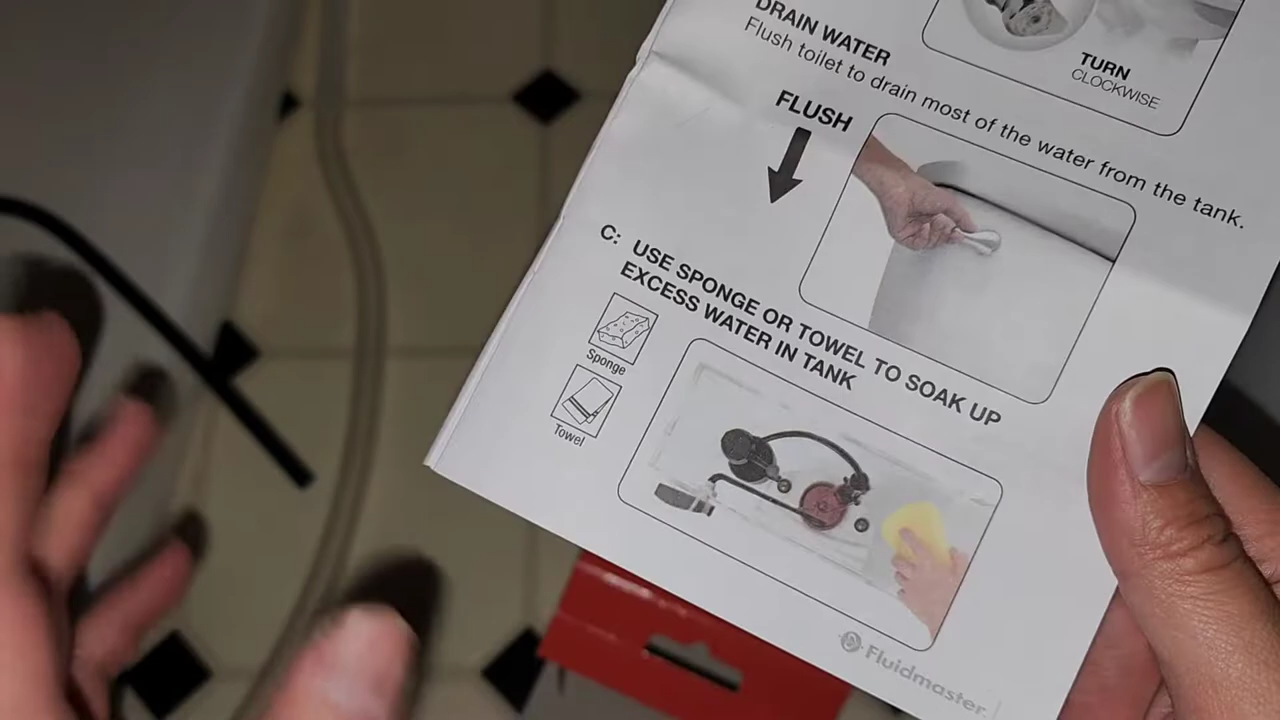 TURN
CLOCKWISE
DRAIN WATER
Flush toilet to drain most of the water from the tank.
FLUSH
C: USE SPONGE OR TOWEL TO SOAK UP
EXCESS WATER IN TANK
Sponge
Towel
Fluidmaster